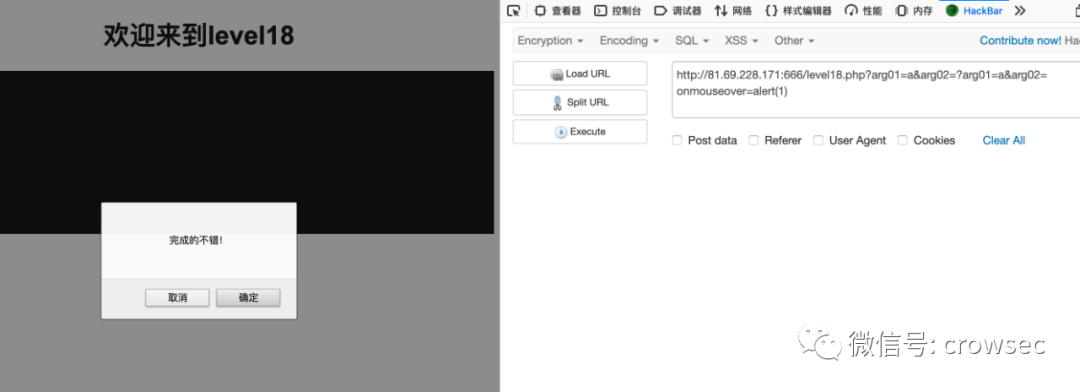 欢迎来到level18
完成的不错！
取消 确定
查看器 控制台 调试器 网络 样式编辑器 性能 内存 HackBar
Encryption Encoding SQL XSS Other Contribute now! Ha
Load URL
Split URL
Execute
http://81.69.228.171:666/level18.php?arg01=a&arg02=?arg01=a&arg02=
onmouseover=alert(1)
Post data Referer User Agent Cookies Clear All
微信号: crowsec